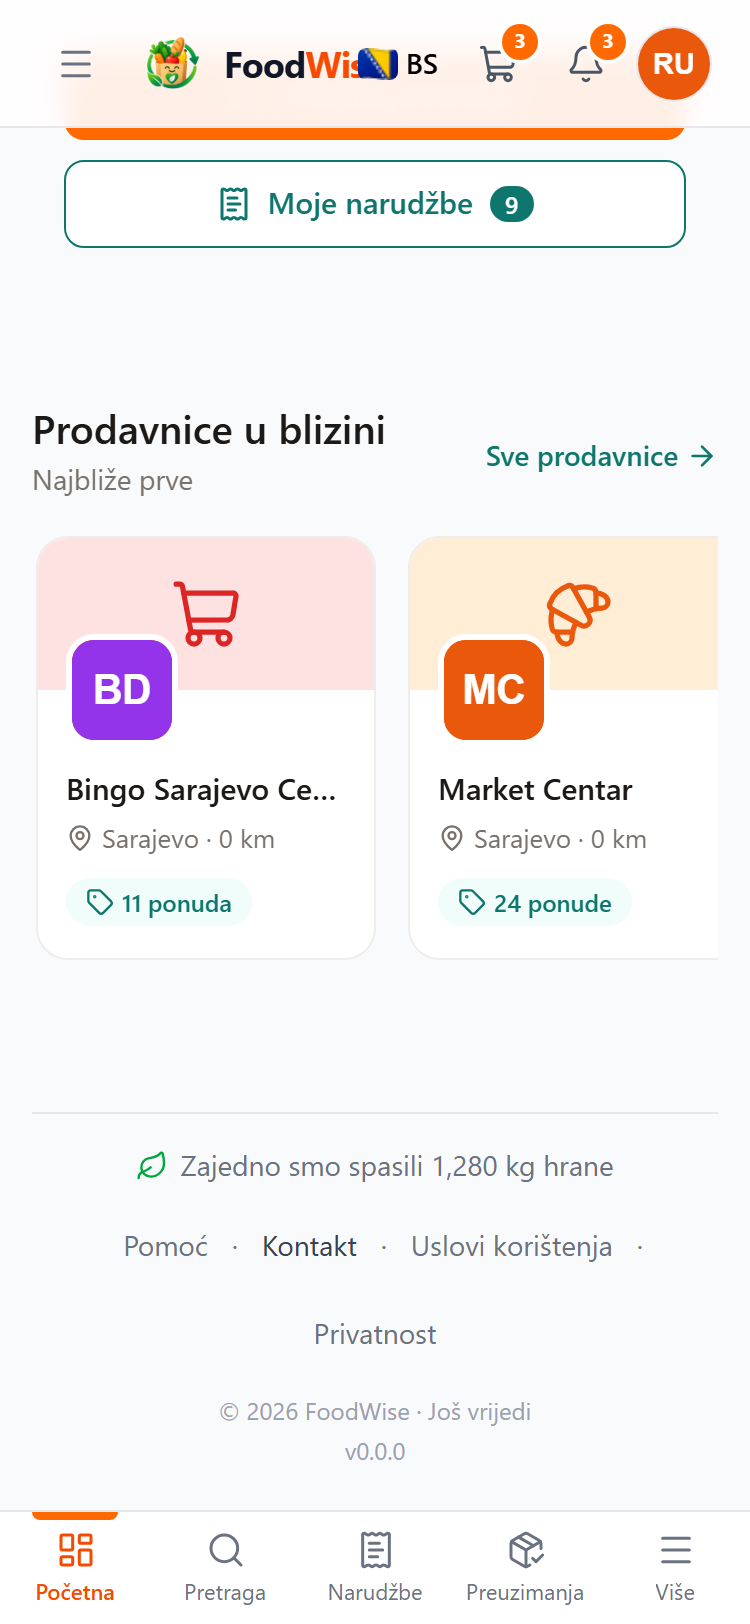 FoodWis
BS
3
3
RU
Moje narudžbe 9
Prodavnice u blizini
Najbliže prve
Sve prodavnice
BD
Bingo Sarajevo Ce...
Sarajevo · 0 km
11 ponuda
MC
Market Centar
Sarajevo · 0 km
24 ponude
Zajedno smo spasili 1,280 kg hrane
Pomoć · Kontakt · Uslovi korištenja ·
Privatnost
© 2026 FoodWise · Još vrijedi
v0.0.0
Početna
Pretraga
Narudžbe
Preuzimanja
Više